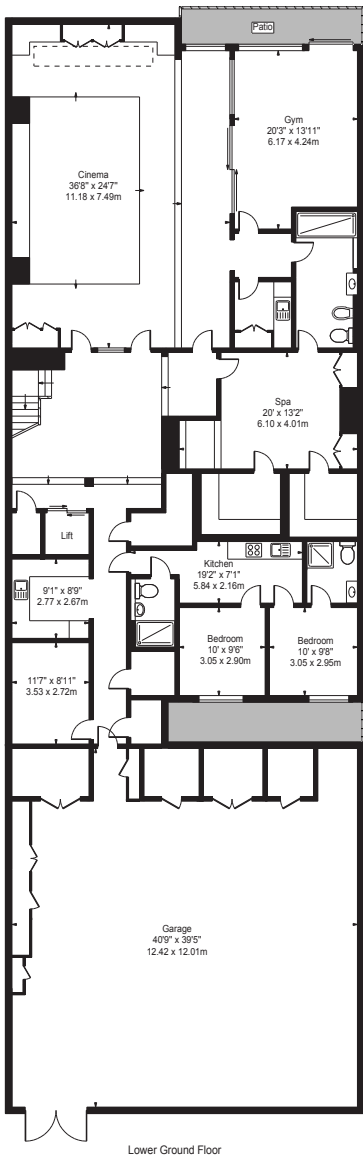 Patio
Gym
20'3" x 13'11"
6.17 x 4.24m
Cinema
36'8" x 24'7"
11.18 x 7.49m
Spa
20' x 13'2"
6.10 x 4.01m
Lift
Kitchen
19'2" x 7'1"
5.84 x 2.16m
9'1" x 8'9"
2.77 x 2.67m
Bedroom
10' x 9'6"
3.05 x 2.90m
Bedroom
10' x 9'8"
3.05 x 2.95m
11'7" x 8'11"
3.53 x 2.72m
Garage
40'9" x 39'5"
12.42 x 12.01m
Lower Ground Floor